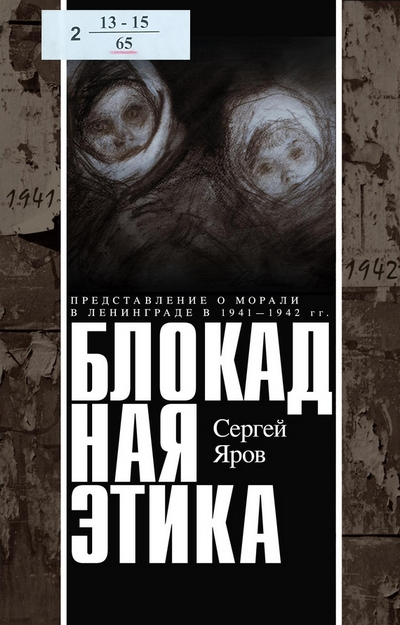 2 13 - 15
65
1941
1942
ПРЕДСТАВЛЕНИЕ О МОРАЛИ
В ЛЕНИНГРАДЕ В 1941—1942 гг.
БЛОКАД
НАЯ
ЭТИКА
Сергей
Яров